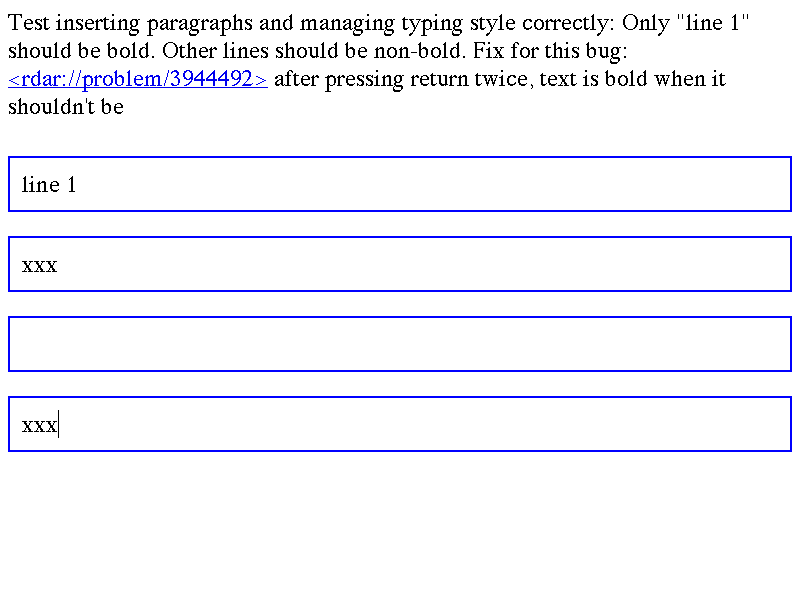 Test inserting paragraphs and managing typing style correctly: Only "line 1"
should be bold. Other lines should be non-bold. Fix for this bug:
<rdar://problem/3944492> after pressing return twice, text is bold when it
shouldn't be
line 1
xxx
xxx